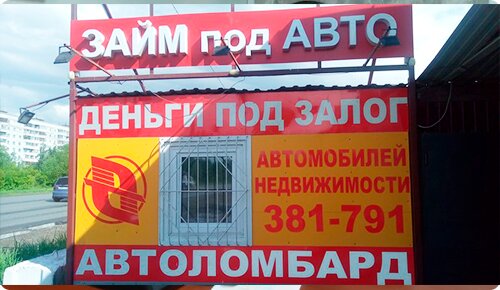 ЗАЙМ ПОД АВТО
ДЕНЬГИ ПОД ЗАЛОГ
АВТОМОБИЛЕЙ
НЕДВИЖИМОСТИ
381-791
АВТОЛОМБАРД